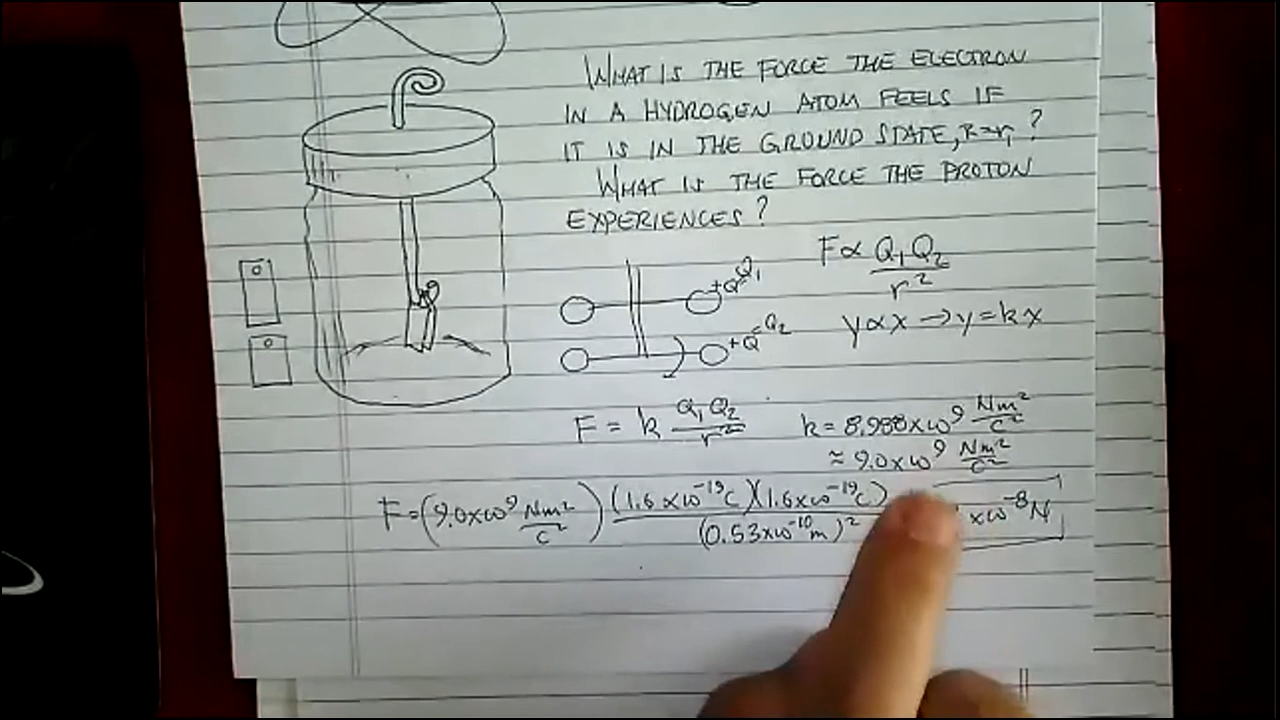 WHAT IS THE FORCE THE ELECTRON
IN A HYDROGEN ATOM FEELS IF
IT IS IN THE GROUND STATE, R=r₁?
WHAT IS THE FORCE THE PROTON
EXPERIENCES?
F ∝ Q₁Q₂/r²
+Q=Q₁
y∝x → y=kx
+Q=Q₂
F = k Q₁Q₂/r²
k = 8.988×10⁹ Nm²/C²
≈ 9.0×10⁹ Nm²/C²
F=(9.0×10⁹ Nm²/C²) (1.6×10⁻¹⁹C)(1.6×10⁻¹⁹C)/(0.53×10⁻¹⁰m)² ×10⁻⁸N